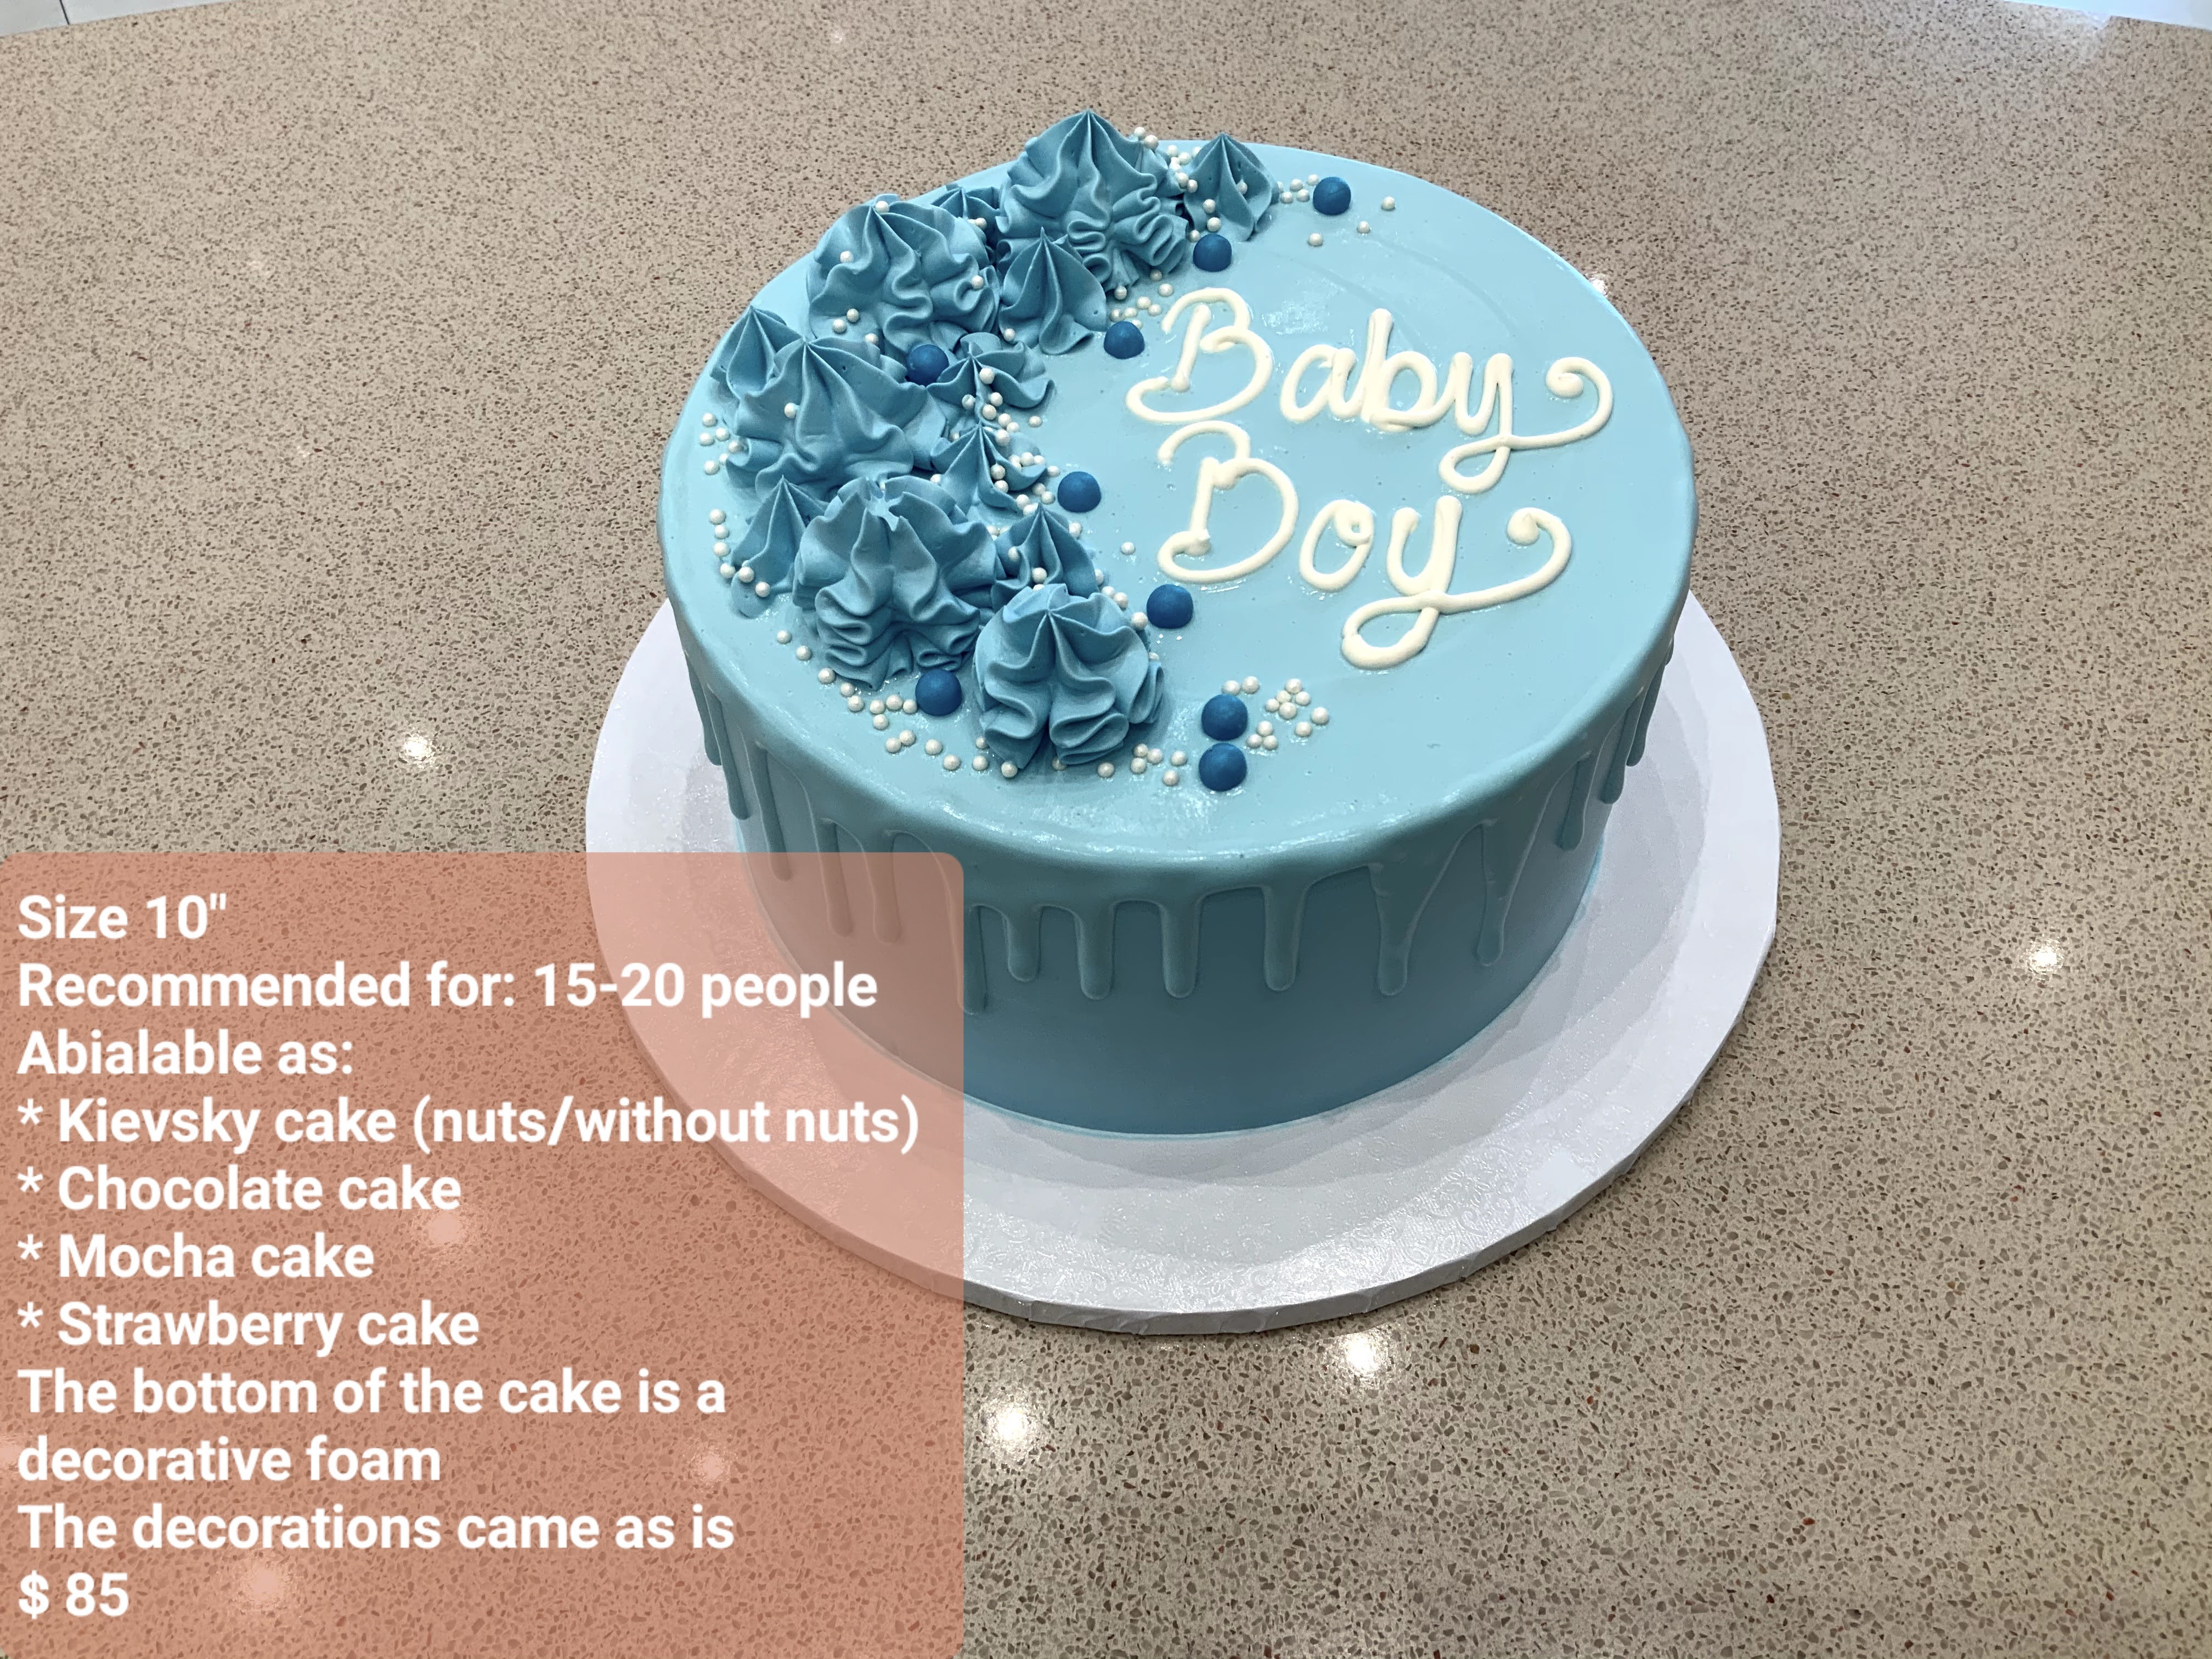 Baby
Boy
Size 10"
Recommended for: 15-20 people
Abialable as:
* Kievsky cake (nuts/without nuts)
* Chocolate cake
* Mocha cake
* Strawberry cake
The bottom of the cake is a
decorative foam
The decorations came as is
$ 85